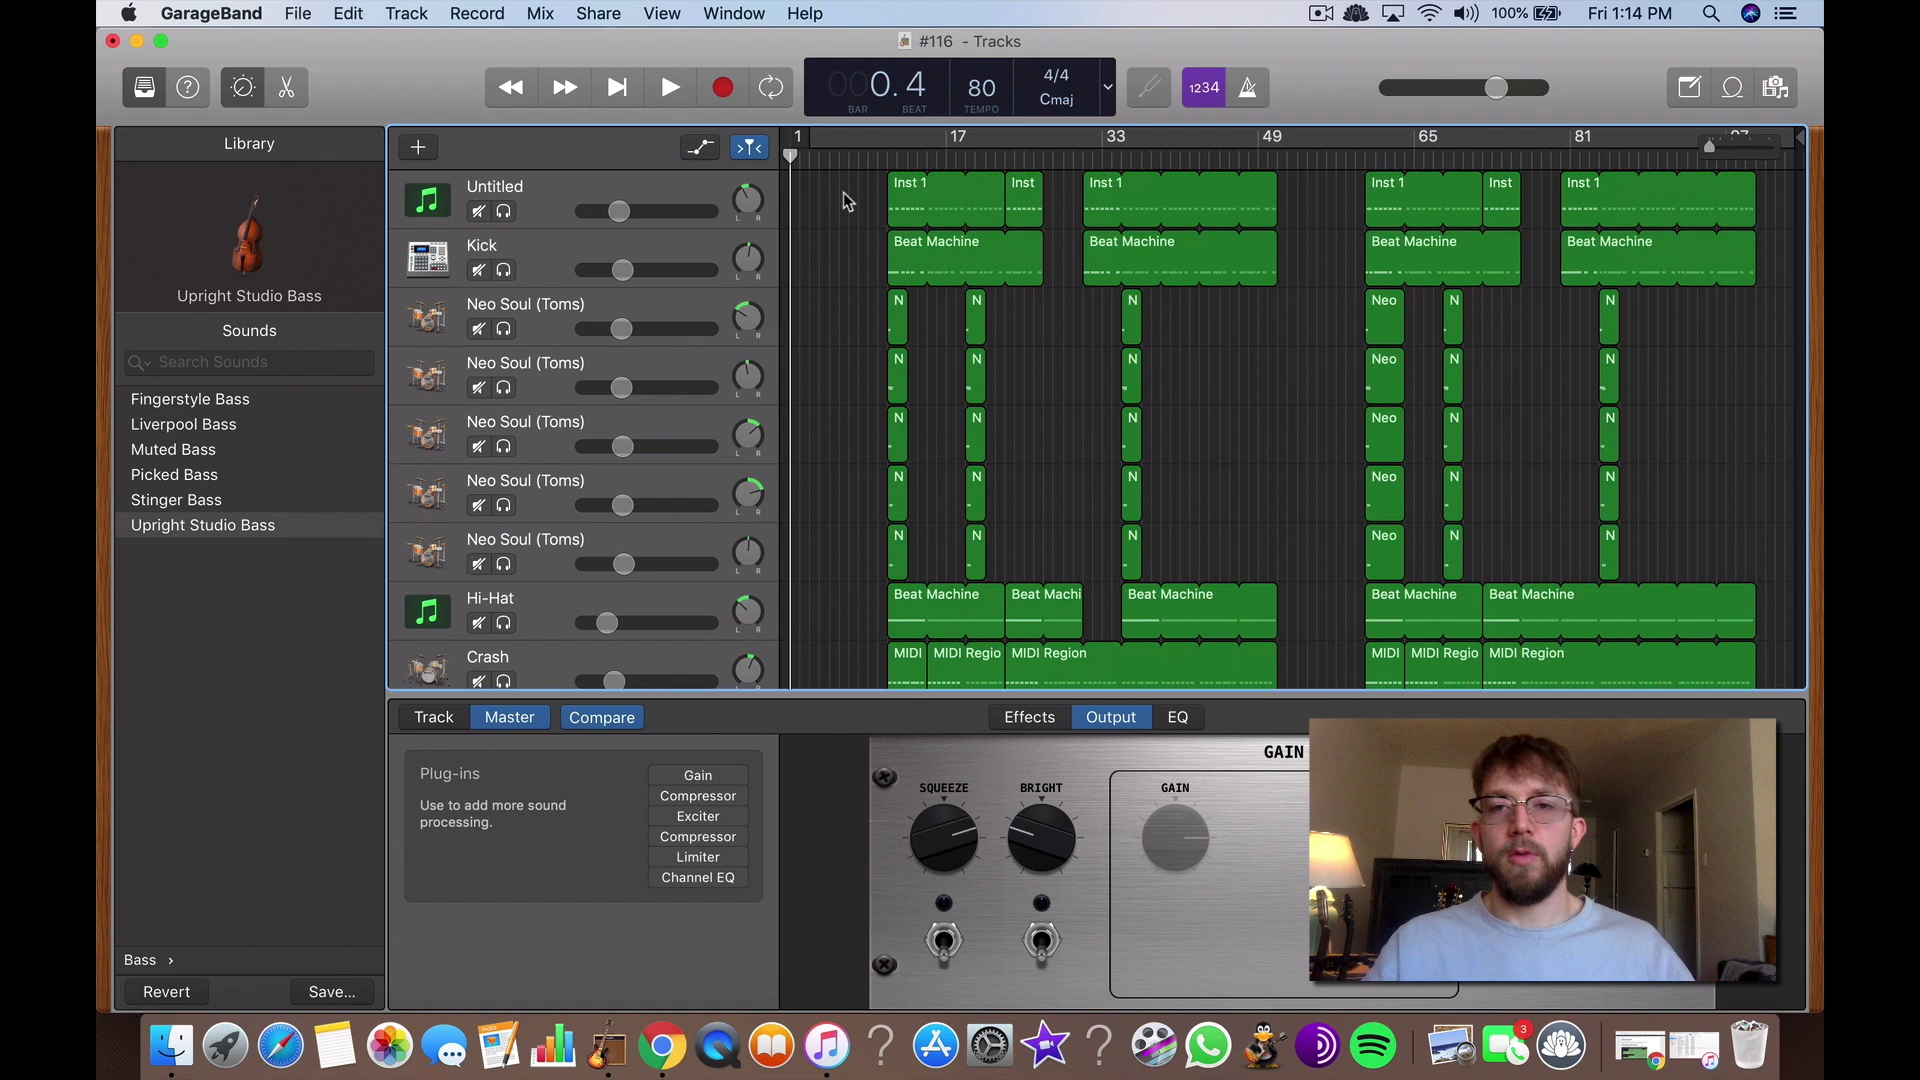 GarageBand File Edit Track Record Mix Share View Window Help
100% Fri 1:14 PM
#116 - Tracks
000.4 80 4/4
Cmaj
BAR BEAT TEMPO
1234
Library
Upright Studio Bass
Sounds
Search Sounds
Fingerstyle Bass
Liverpool Bass
Muted Bass
Picked Bass
Stinger Bass
Upright Studio Bass
Bass
Revert Save...
1 17 33 49 65 81
Untitled
L R
Inst 1 Inst Inst 1 Inst 1 Inst Inst 1
Kick
L R
Beat Machine Beat Machine Beat Machine Beat Machine
Neo Soul (Toms)
L R
N N N Neo N N
Neo Soul (Toms)
L R
N N N Neo N N
Neo Soul (Toms)
L R
N N N Neo N N
Neo Soul (Toms)
L R
N N N Neo N N
Neo Soul (Toms)
L R
N N N Neo N N
Hi-Hat
L R
Beat Machine Beat Machi Beat Machine Beat Machine Beat Machine
Crash
L R
MIDI MIDI Regio MIDI Region MIDI MIDI Regio MIDI Region
Track Master Compare Effects Output EQ
Plug-ins
Use to add more sound
processing.
Gain
Compressor
Exciter
Compressor
Limiter
Channel EQ
GAIN
SQUEEZE BRIGHT GAIN
3